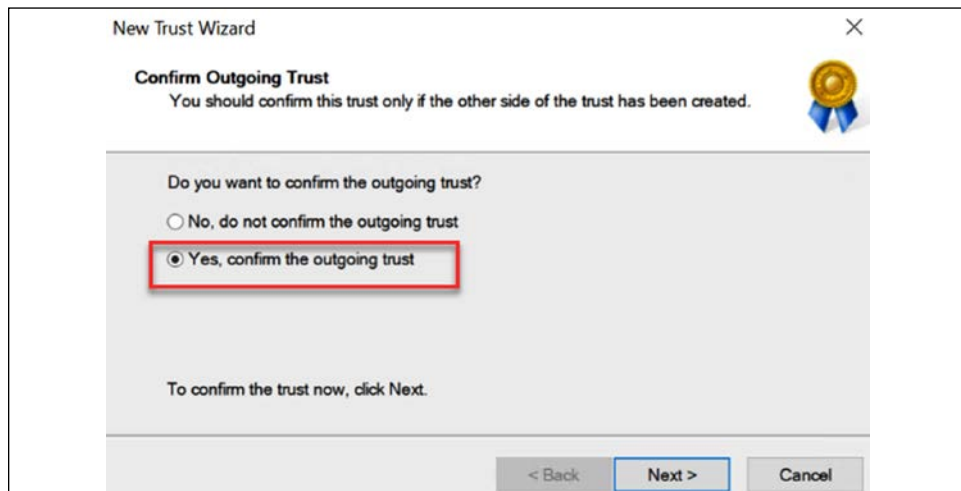 New Trust Wizard
Confirm Outgoing Trust
You should confirm this trust only if the other side of the trust has been created.
Do you want to confirm the outgoing trust?
No, do not confirm the outgoing trust
Yes, confirm the outgoing trust
To confirm the trust now, click Next.
< Back Next > Cancel